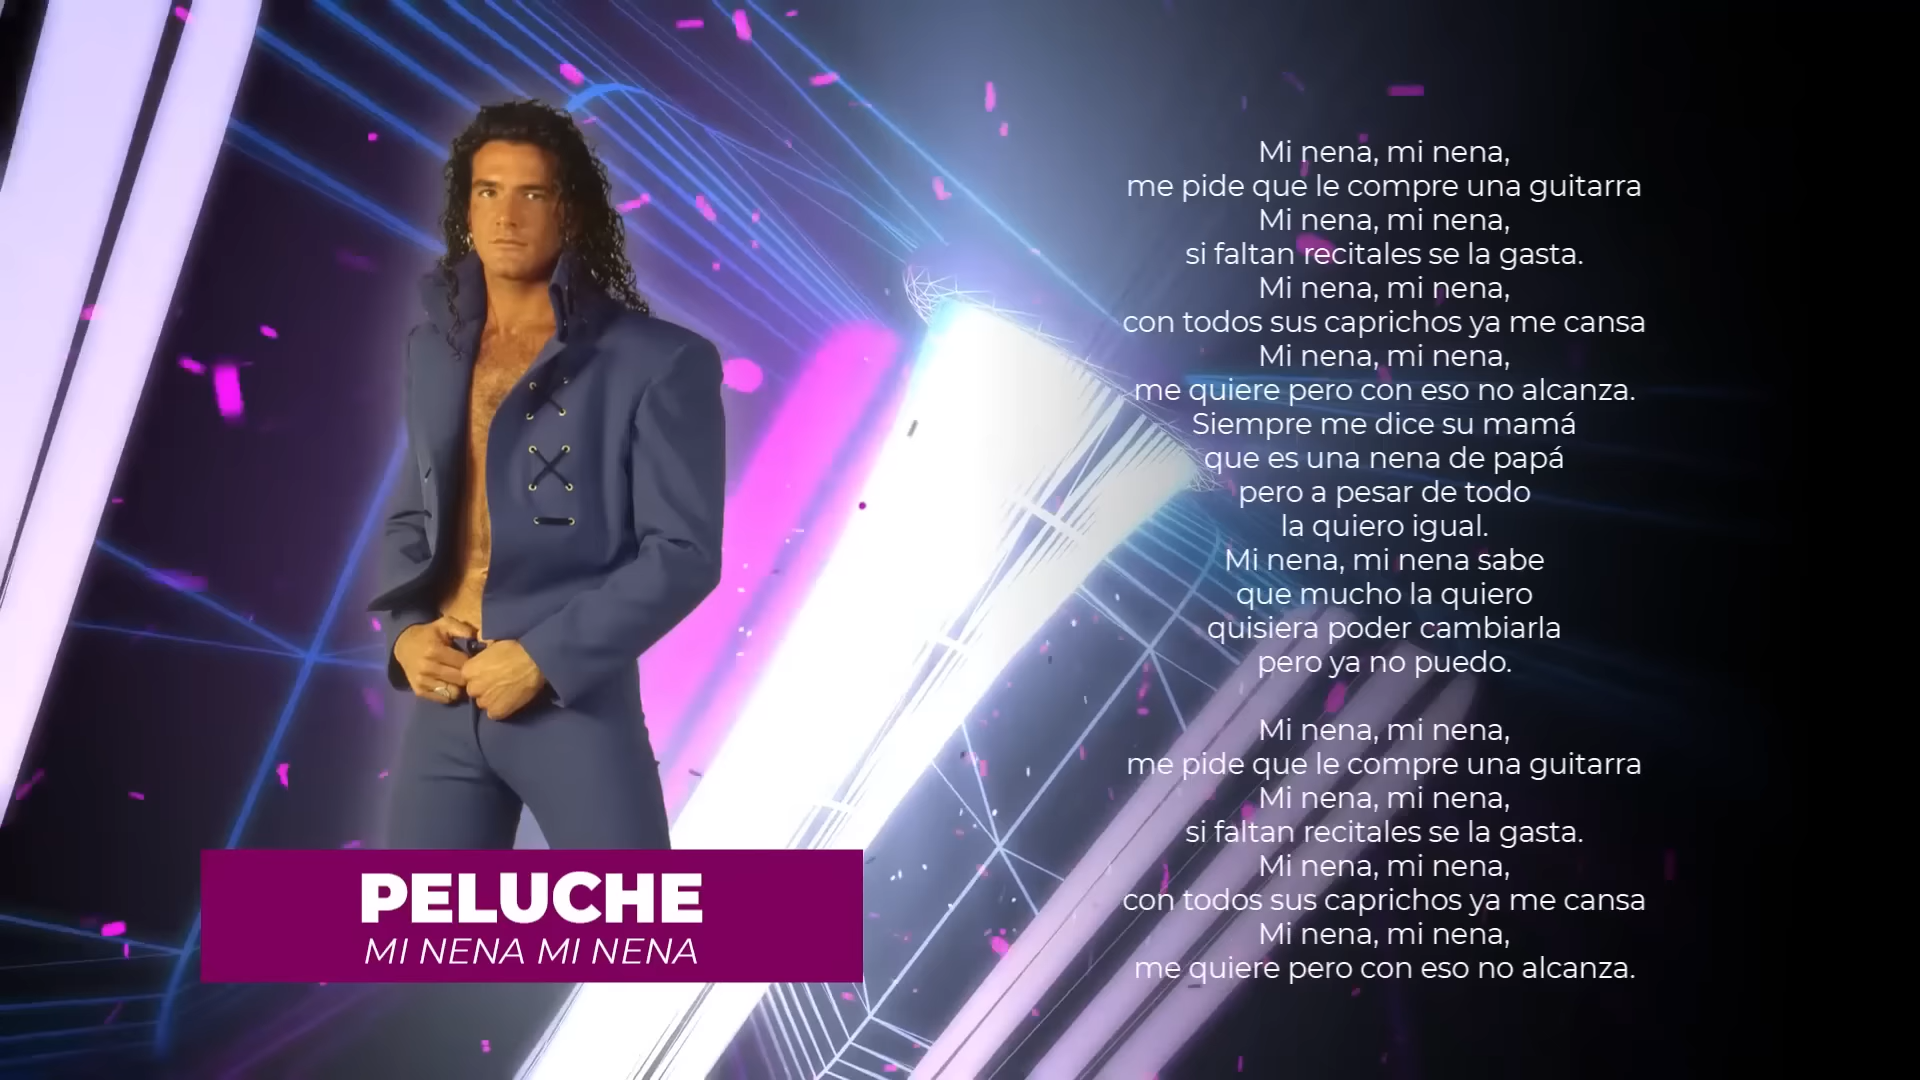 Mi nena, mi nena,
me pide que le compre una guitarra
Mi nena, mi nena,
si faltan recitales se la gasta.
Mi nena, mi nena,
con todos sus caprichos ya me cansa
Mi nena, mi nena,
me quiere pero con eso no alcanza.
Siempre me dice su mamá
que es una nena de papá
pero a pesar de todo
la quiero igual.
Mi nena, mi nena sabe
que mucho la quiero
quisiera poder cambiarla
pero ya no puedo.
Mi nena, mi nena,
me pide que le compre una guitarra
Mi nena, mi nena,
si faltan recitales se la gasta.
Mi nena, mi nena,
con todos sus caprichos ya me cansa
Mi nena, mi nena,
me quiere pero con eso no alcanza.
PELUCHE
MI NENA MI NENA